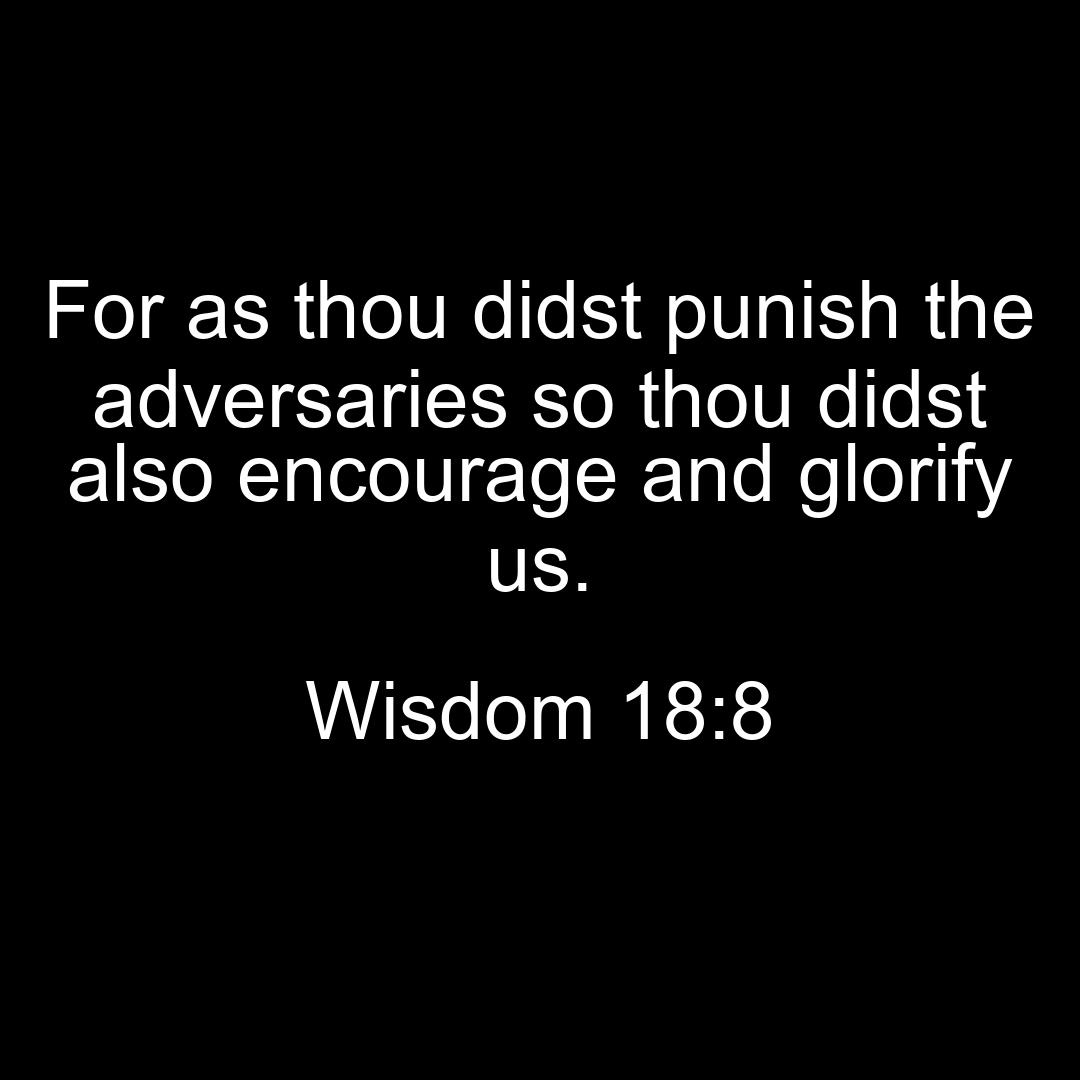 For as thou didst punish the
adversaries so thou didst
also encourage and glorify
us.
Wisdom 18:8